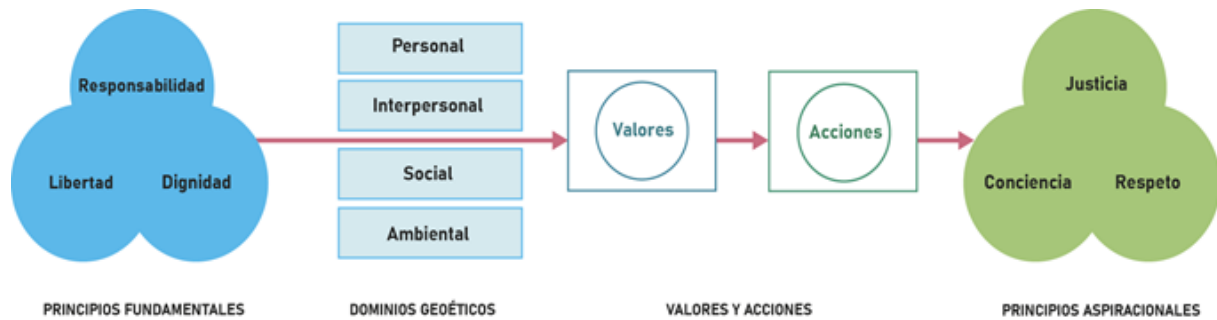 Responsabilidad
Libertad
Dignidad
Personal
Interpersonal
Social
Ambiental
Valores
Acciones
Justicia
Conciencia
Respeto
PRINCIPIOS FUNDAMENTALES
DOMINIOS GEOÉTICOS
VALORES Y ACCIONES
PRINCIPIOS ASPIRACIONALES